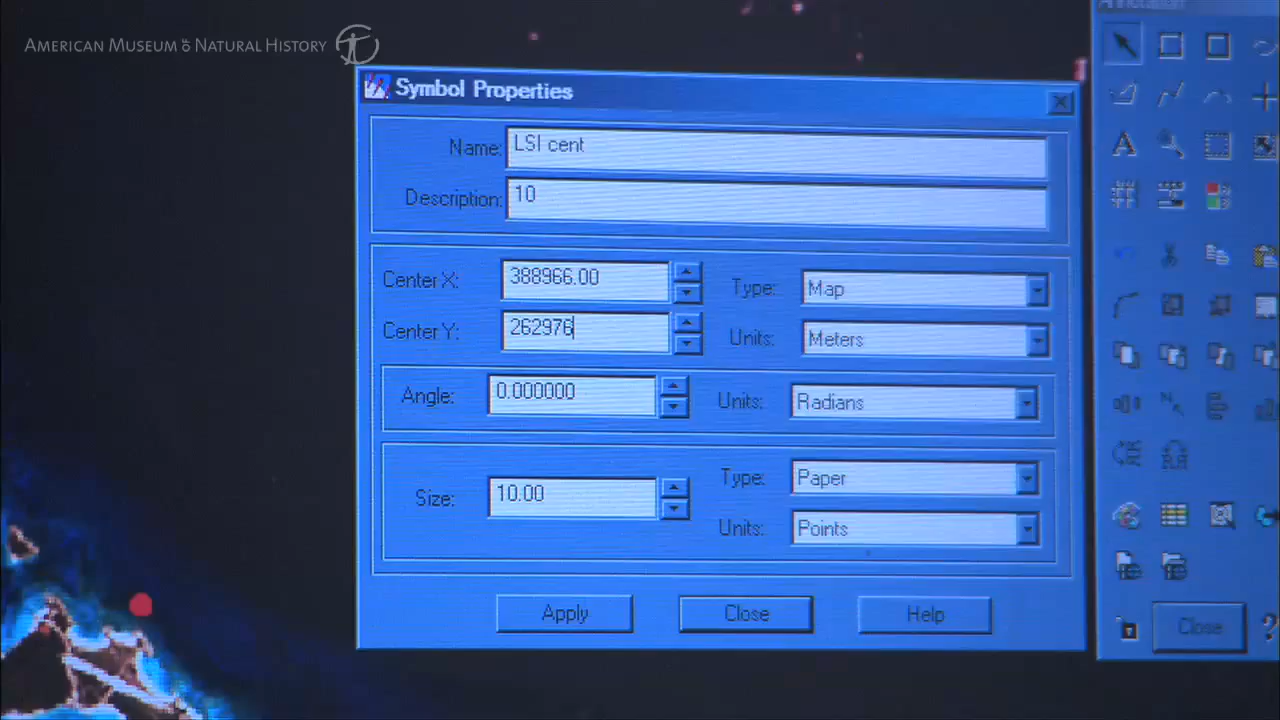 AMERICAN MUSEUM ö NATURAL HISTORY
Annotation
Symbol Properties
Name: LSI cent
Description: 10
Center X: 388966.00 Type: Map
Center Y: 262976 Units: Meters
Angle: 0.000000 Units: Radians
Size: 10.00 Type: Paper
Units: Points
Apply Close Help
Close ?
A